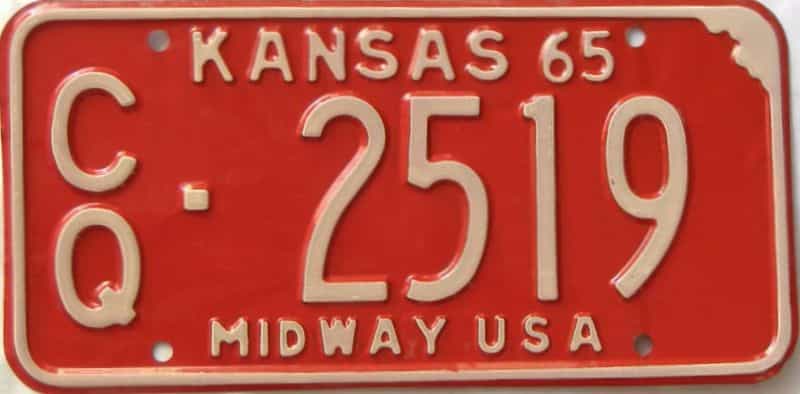 KANSAS 65
CQ - 2519
MIDWAY USA